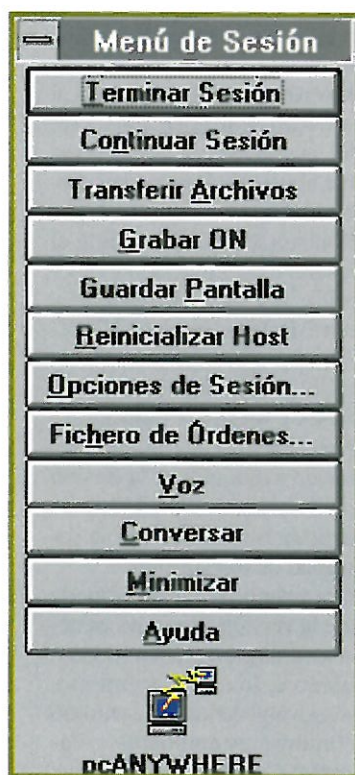 Menú de Sesión
Terminar Sesión
Continuar Sesión
Transferir Archivos
Grabar ON
Guardar Pantalla
Reinicializar Host
Opciones de Sesión...
Fichero de Órdenes...
Voz
Conversar
Minimizar
Ayuda
pcANYWHERE